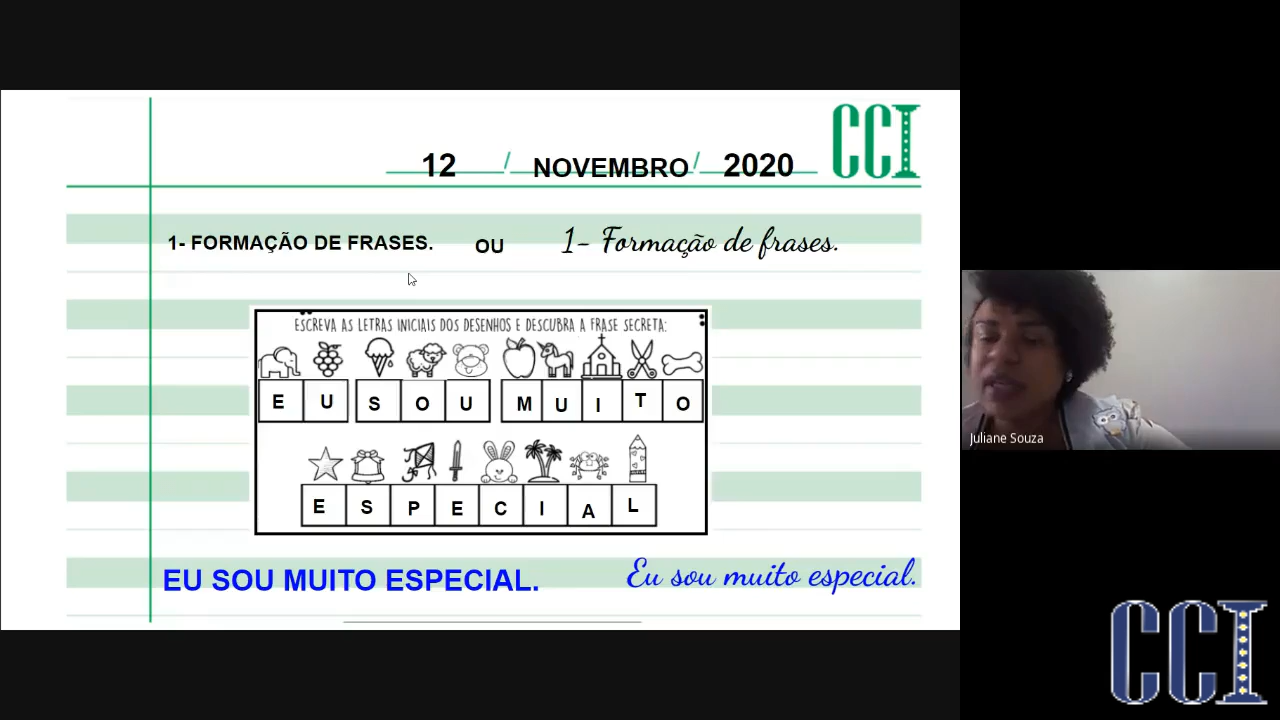 CCI
12 / NOVEMBRO / 2020
1- FORMAÇÃO DE FRASES. OU 1- Formação de frases.
ESCREVA AS LETRAS INICIAIS DOS DESENHOS E DESCUBRA A FRASE SECRETA:
E U S O U M U I T O
E S P E C I A L
EU SOU MUITO ESPECIAL. Eu sou muito especial.
Juliane Souza
CCI